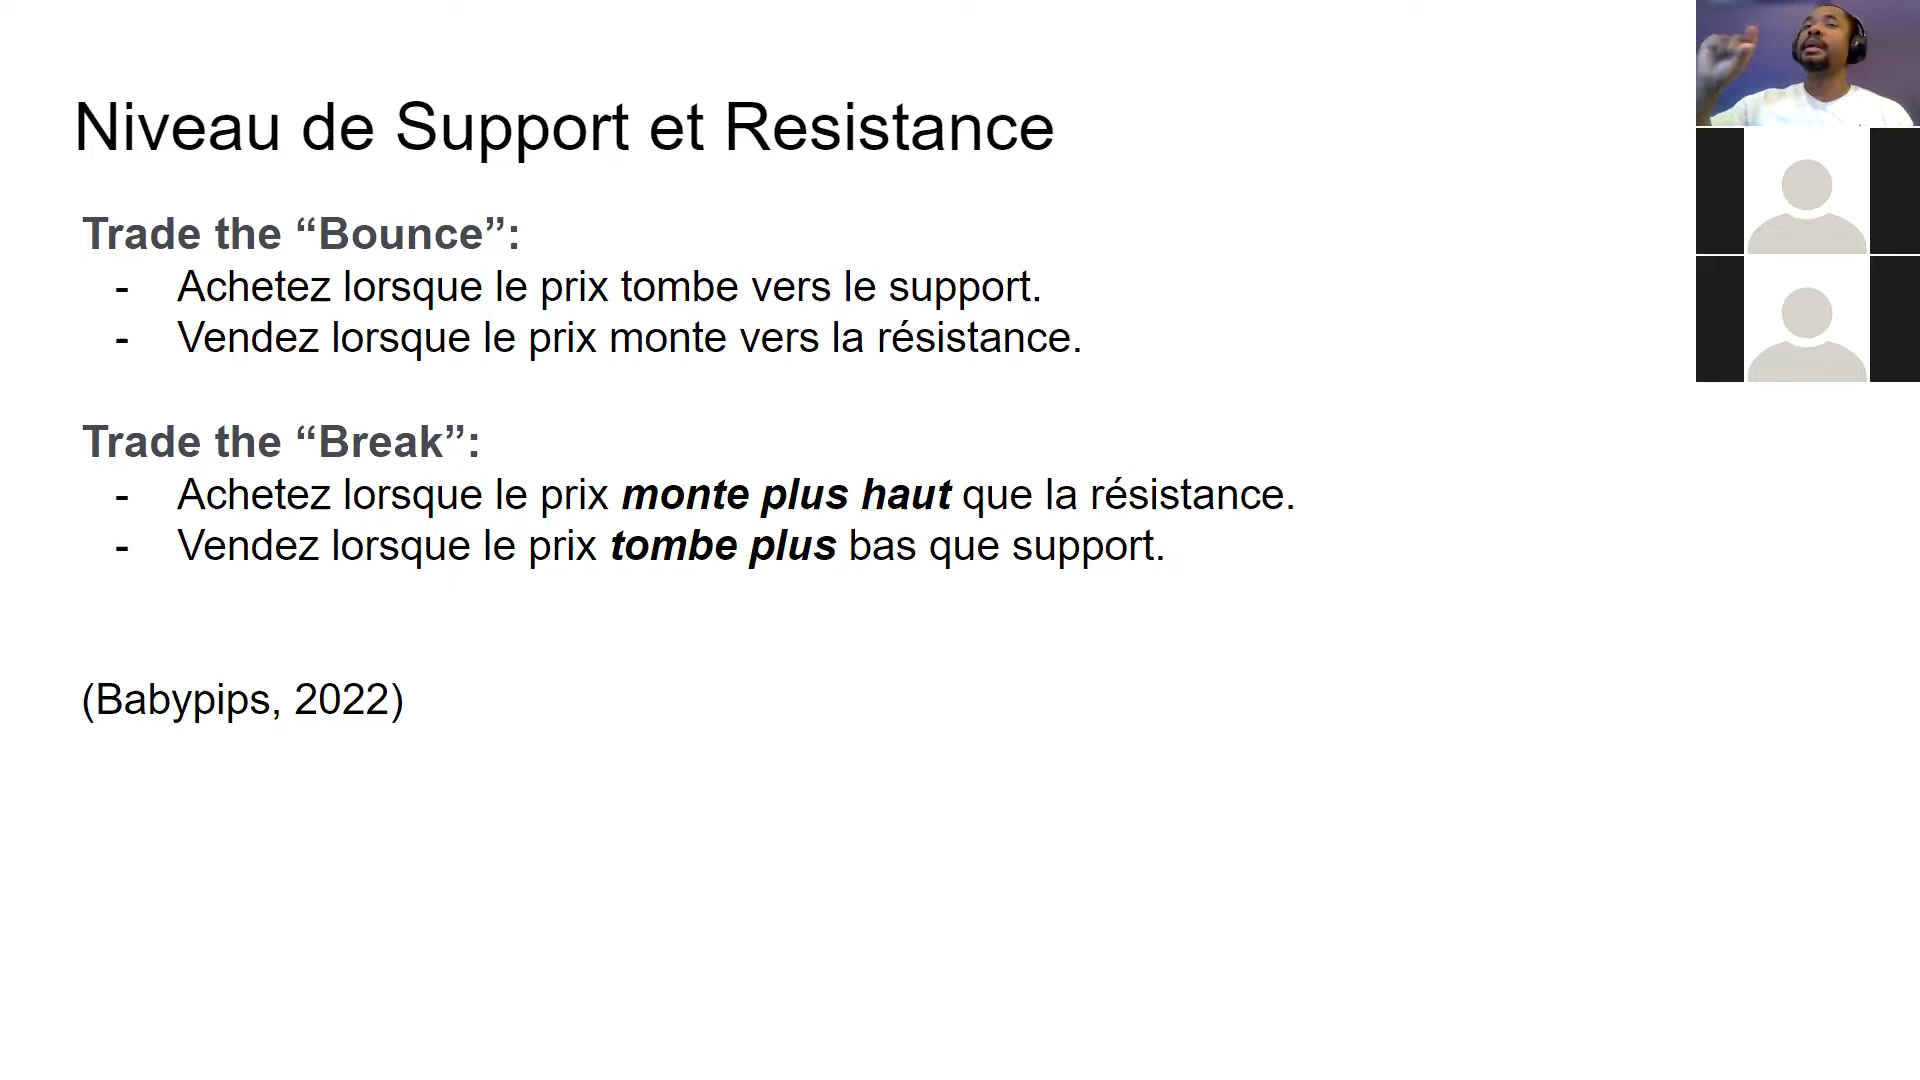 Niveau de Support et Resistance
Trade the “Bounce”:
- Achetez lorsque le prix tombe vers le support.
- Vendez lorsque le prix monte vers la résistance.
Trade the “Break”:
- Achetez lorsque le prix monte plus haut que la résistance.
- Vendez lorsque le prix tombe plus bas que support.
(Babypips, 2022)